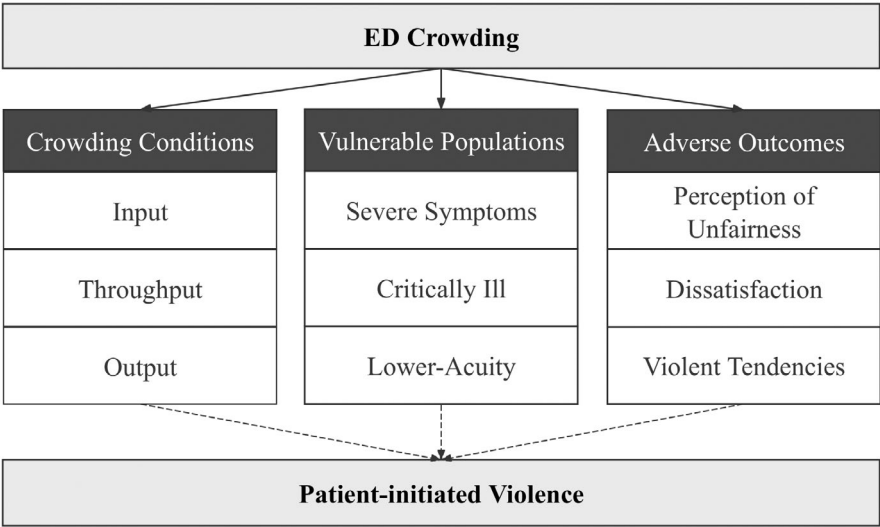 ED Crowding
Crowding Conditions
Input
Throughput
Output
Vulnerable Populations
Severe Symptoms
Critically Ill
Lower-Acuity
Adverse Outcomes
Perception of
Unfairness
Dissatisfaction
Violent Tendencies
Patient-initiated Violence